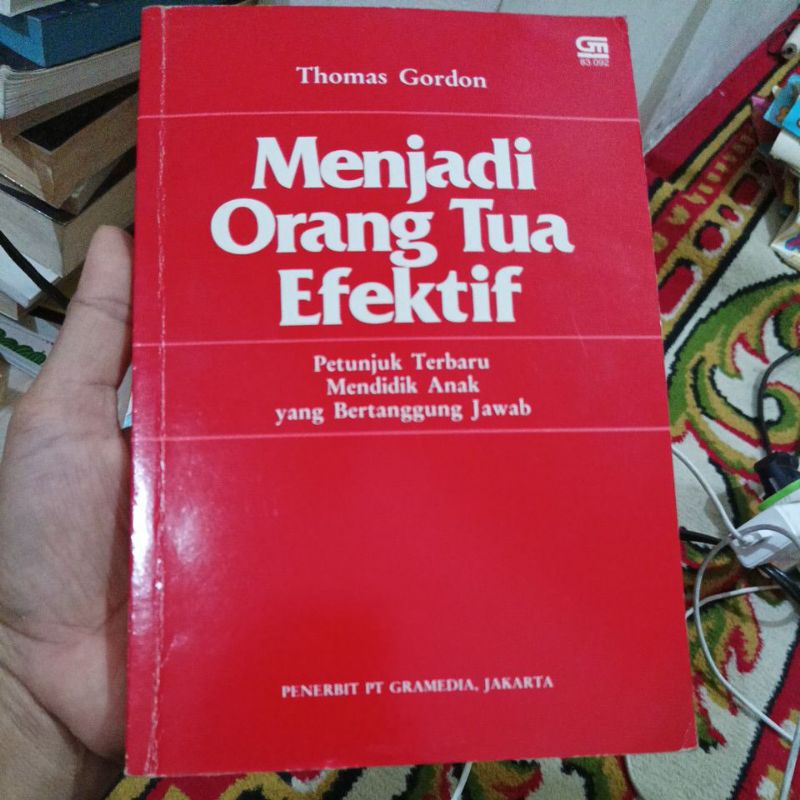 GM
83.092
Thomas Gordon
Menjadi
Orang Tua
Efektif
Petunjuk Terbaru
Mendidik Anak
yang Bertanggung Jawab
PENERBIT PT GRAMEDIA, JAKARTA